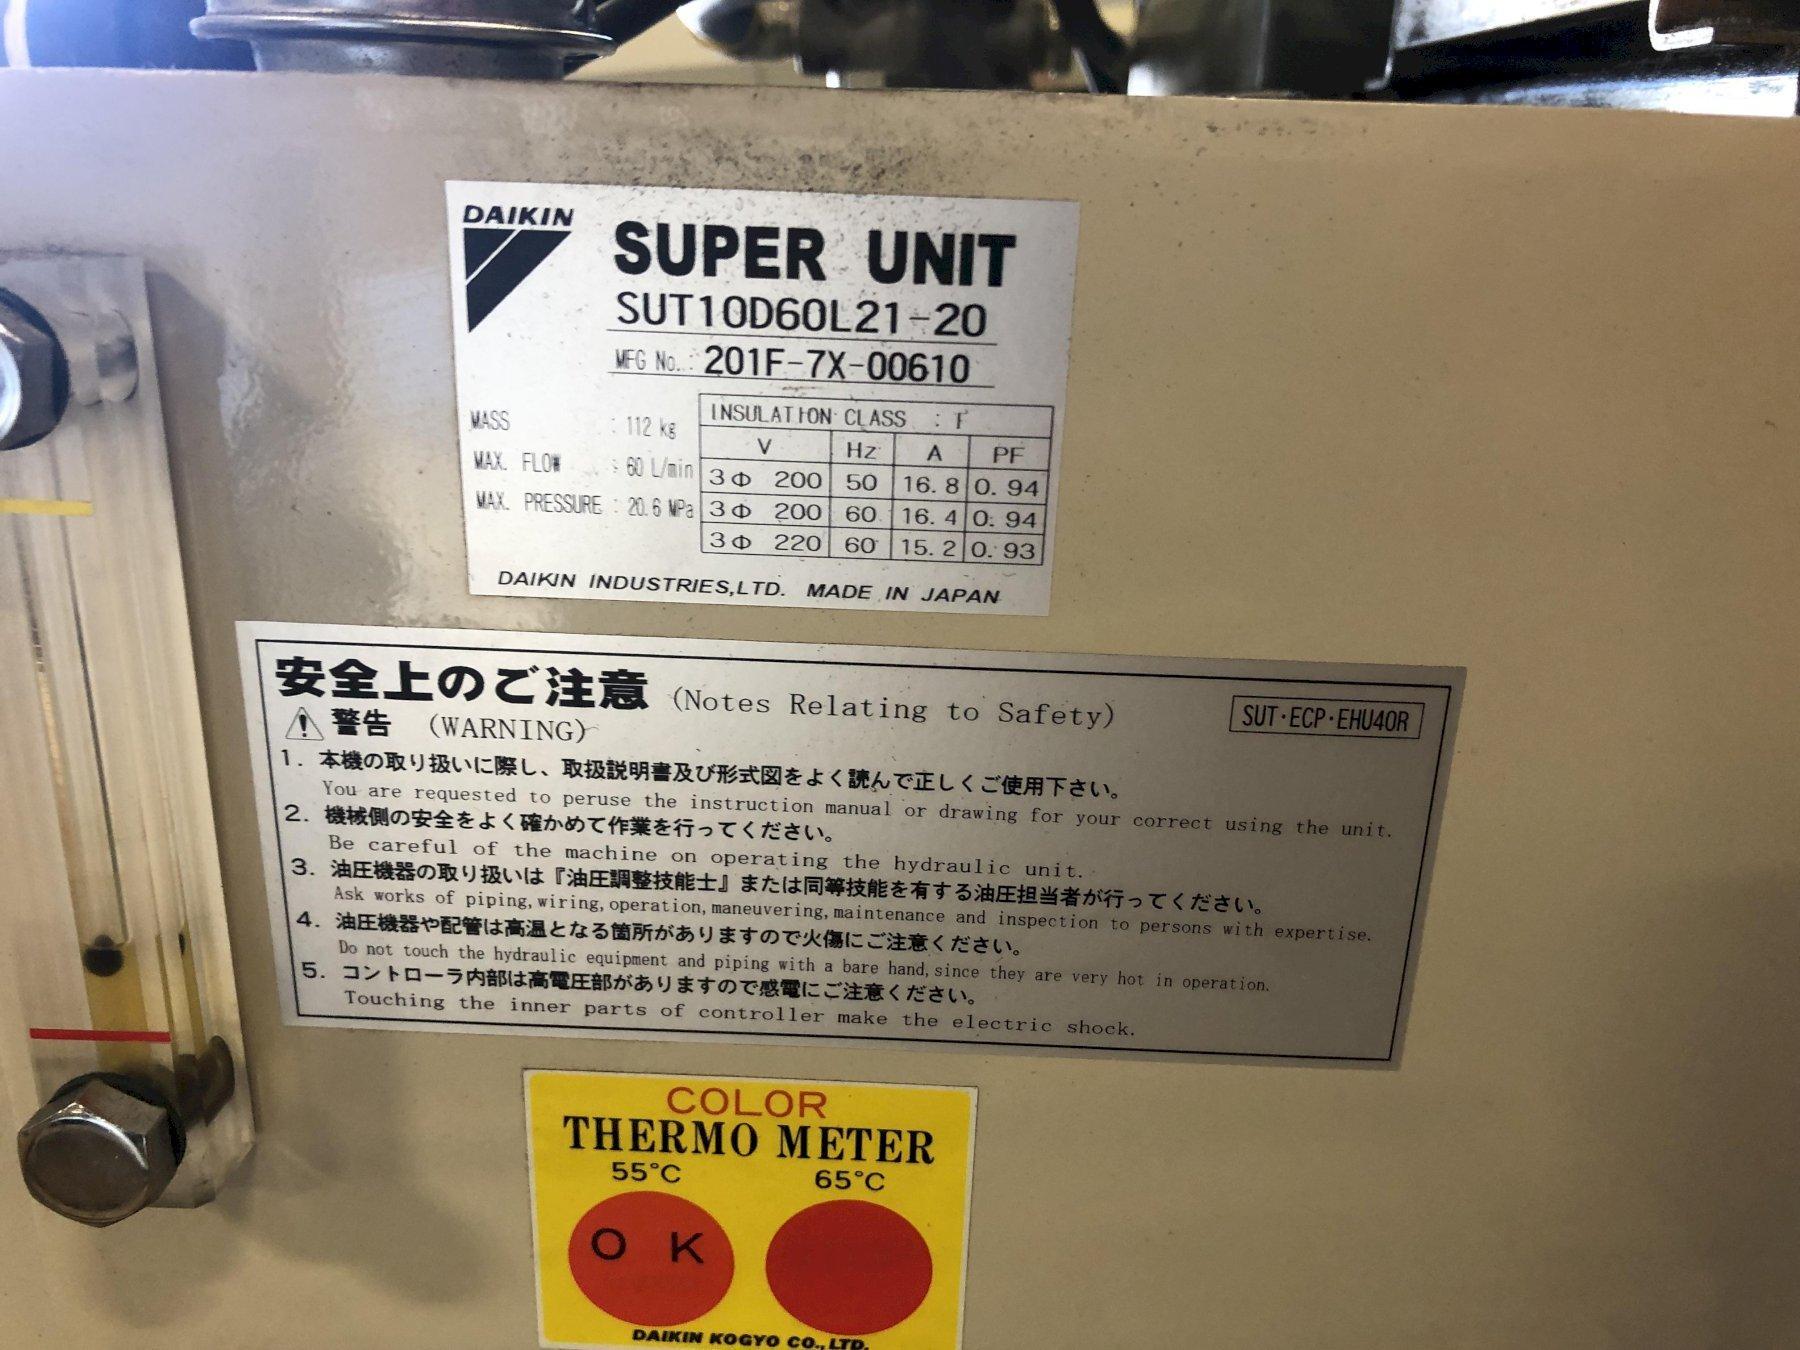 DAIKIN
SUPER UNIT
SUT10D60L21-20
MFG No. : 201F-7X-00610
MASS : 112 kg
MAX. FLOW : 60 L/min
MAX. PRESSURE : 20.6 MPa
INSULATION CLASS : F
V Hz A PF
3Φ 200 50 16.8 0.94
3Φ 200 60 16.4 0.94
3Φ 220 60 15.2 0.93
DAIKIN INDUSTRIES,LTD. MADE IN JAPAN
安全上のご注意 (Notes Relating to Safety)
SUT・ECP・EHU40R
警告 (WARNING)
1. 本機の取り扱いに際し、取扱説明書及び形式図をよく読んで正しくご使用下さい。
You are requested to peruse the instruction manual or drawing for your correct using the unit.
2. 機械側の安全をよく確かめて作業を行ってください。
Be careful of the machine on operating the hydraulic unit.
3. 油圧機器の取り扱いは『油圧調整技能士』または同等技能を有する油圧担当者が行ってください。
Ask works of piping,wiring,operation,maneuvering,maintenance and inspection to persons with expertise.
4. 油圧機器や配管は高温となる箇所がありますので火傷にご注意ください。
Do not touch the hydraulic equipment and piping with a bare hand,since they are very hot in operation.
5. コントローラ内部は高電圧部がありますので感電にご注意ください。
Touching the inner parts of controller make the electric shock.
COLOR
THERMO METER
55℃ 65℃
OK
DAIKIN KOGYO CO.,LTD.